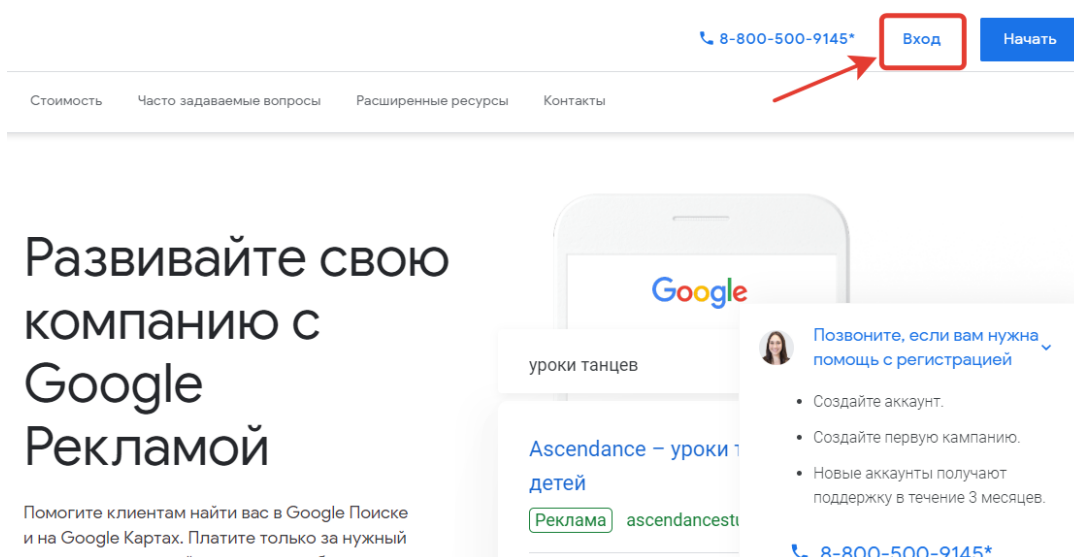 8-800-500-9145*
Вход
Начать
Стоимость
Часто задаваемые вопросы
Расширенные ресурсы
Контакты
Развивайте свою
компанию с
Google
Рекламой
Помогите клиентам найти вас в Google Поиске
и на Google Картах. Платите только за нужный
Google
уроки танцев
Ascendance – уроки
детей
Реклама ascendancest
Позвоните, если вам нужна
помощь с регистрацией
• Создайте аккаунт.
• Создайте первую кампанию.
• Новые аккаунты получают
поддержку в течение 3 месяцев.
8-800-500-9145*